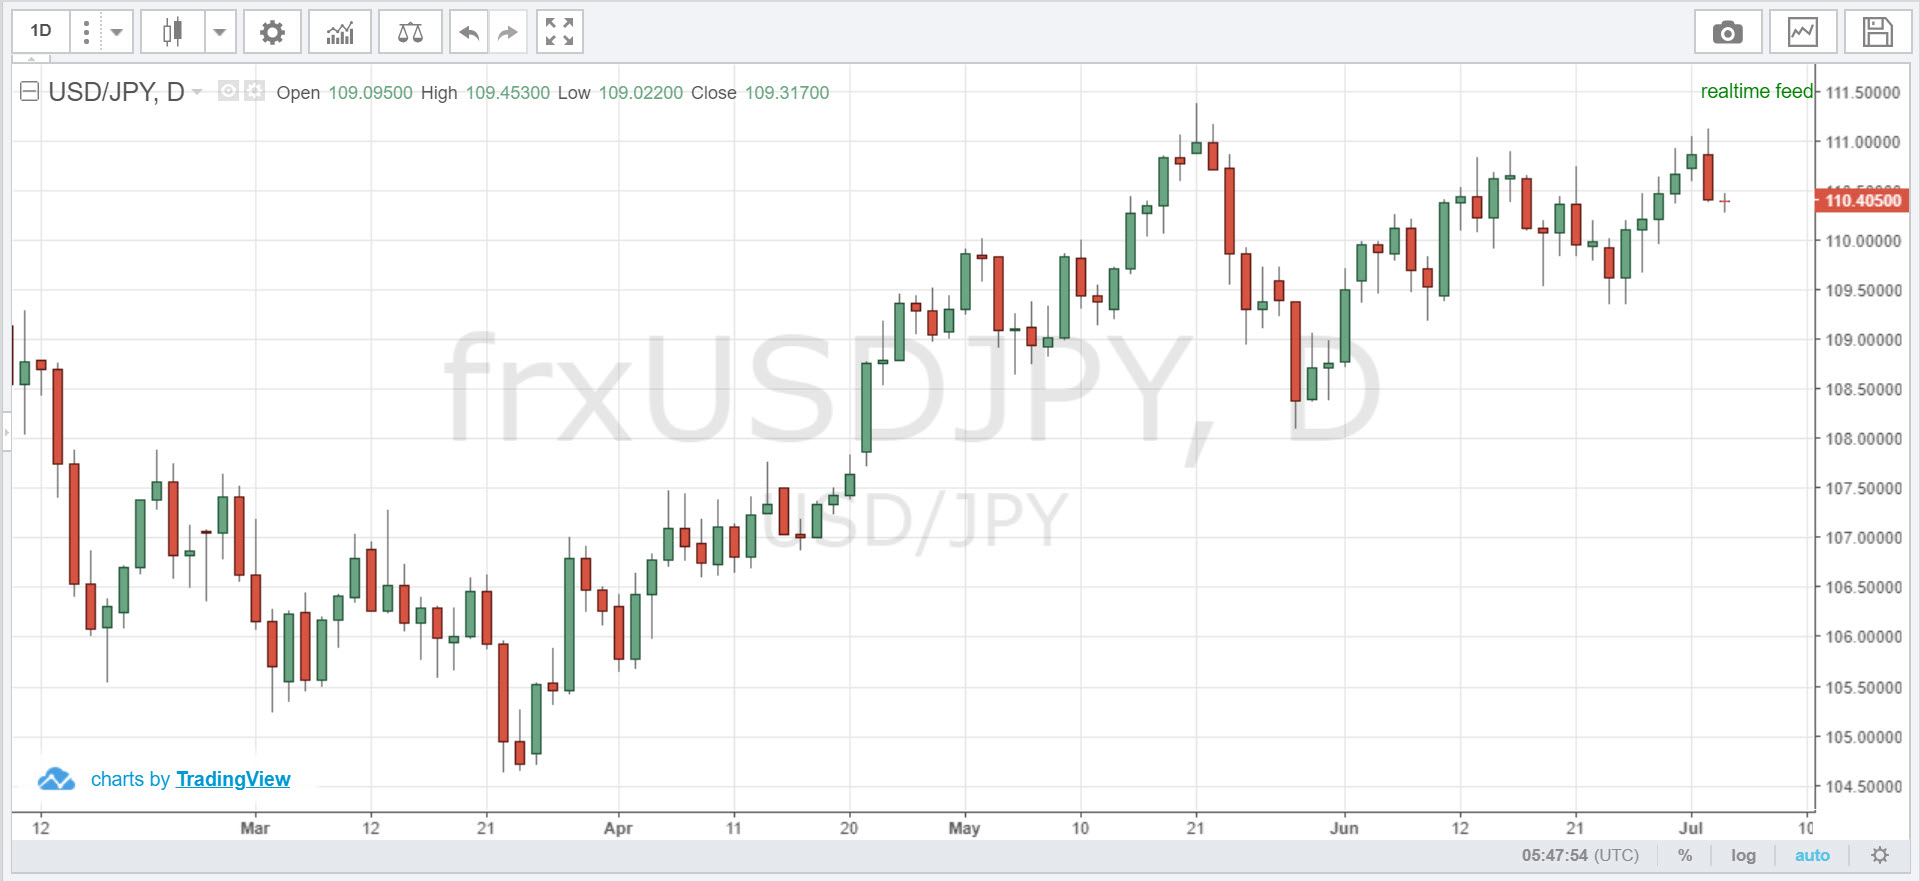 1D
USD/JPY, D Open 109.09500 High 109.45300 Low 109.02200 Close 109.31700
realtime feed
111.50000
111.00000
110.50000
110.40500
110.00000
109.50000
109.00000
108.50000
108.00000
107.50000
107.00000
106.50000
106.00000
105.50000
105.00000
104.50000
frxUSDJPY, D
USD/JPY
charts by TradingView
12 Mar 12 21 Apr 11 20 May 10 21 Jun 12 21 Jul 10
05:47:54 (UTC) % log auto